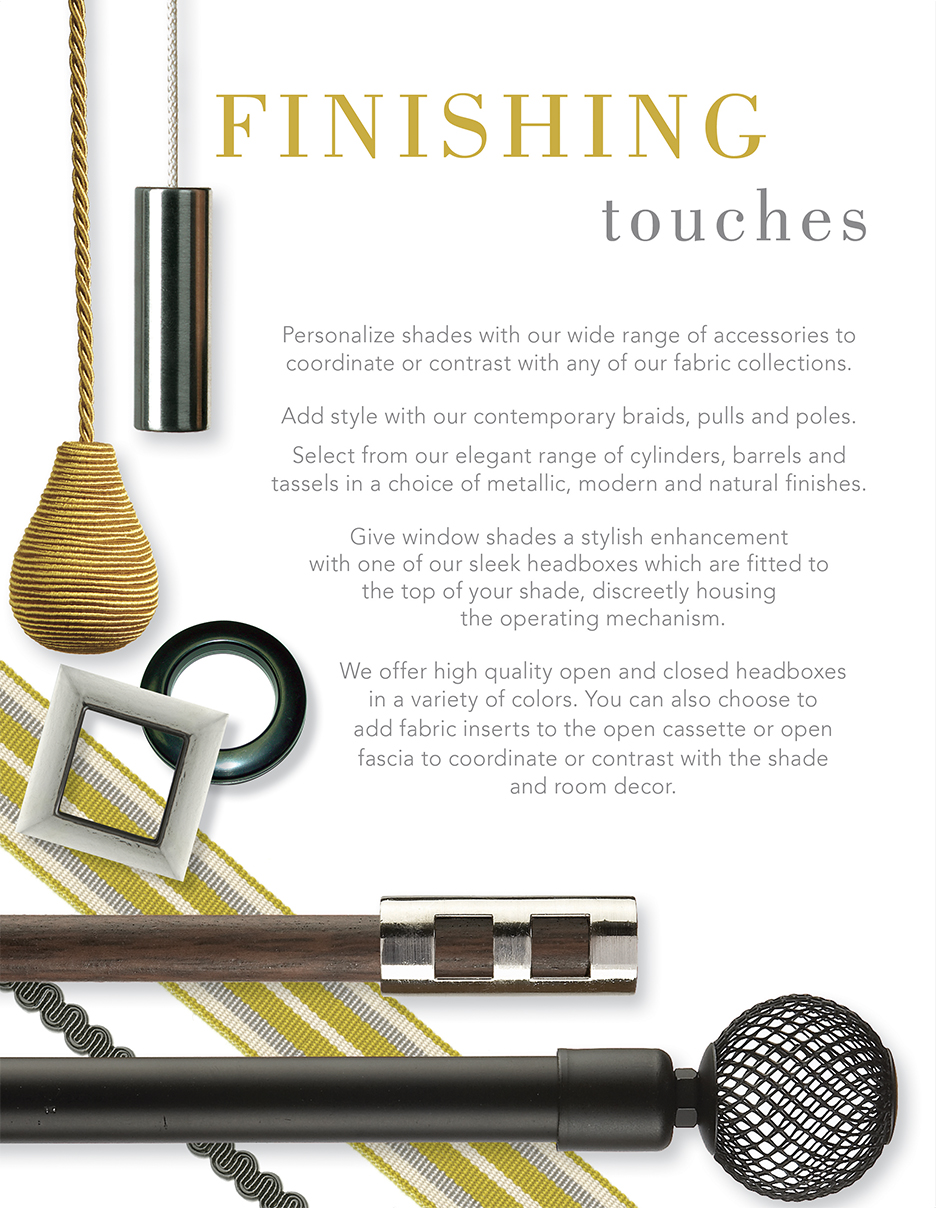 FINISHING
touches
Personalize shades with our wide range of accessories to
coordinate or contrast with any of our fabric collections.
Add style with our contemporary braids, pulls and poles.
Select from our elegant range of cylinders, barrels and
tassels in a choice of metallic, modern and natural finishes.
Give window shades a stylish enhancement
with one of our sleek headboxes which are fitted to
the top of your shade, discreetly housing
the operating mechanism.
We offer high quality open and closed headboxes
in a variety of colors. You can also choose to
add fabric inserts to the open cassette or open
fascia to coordinate or contrast with the shade
and room decor.